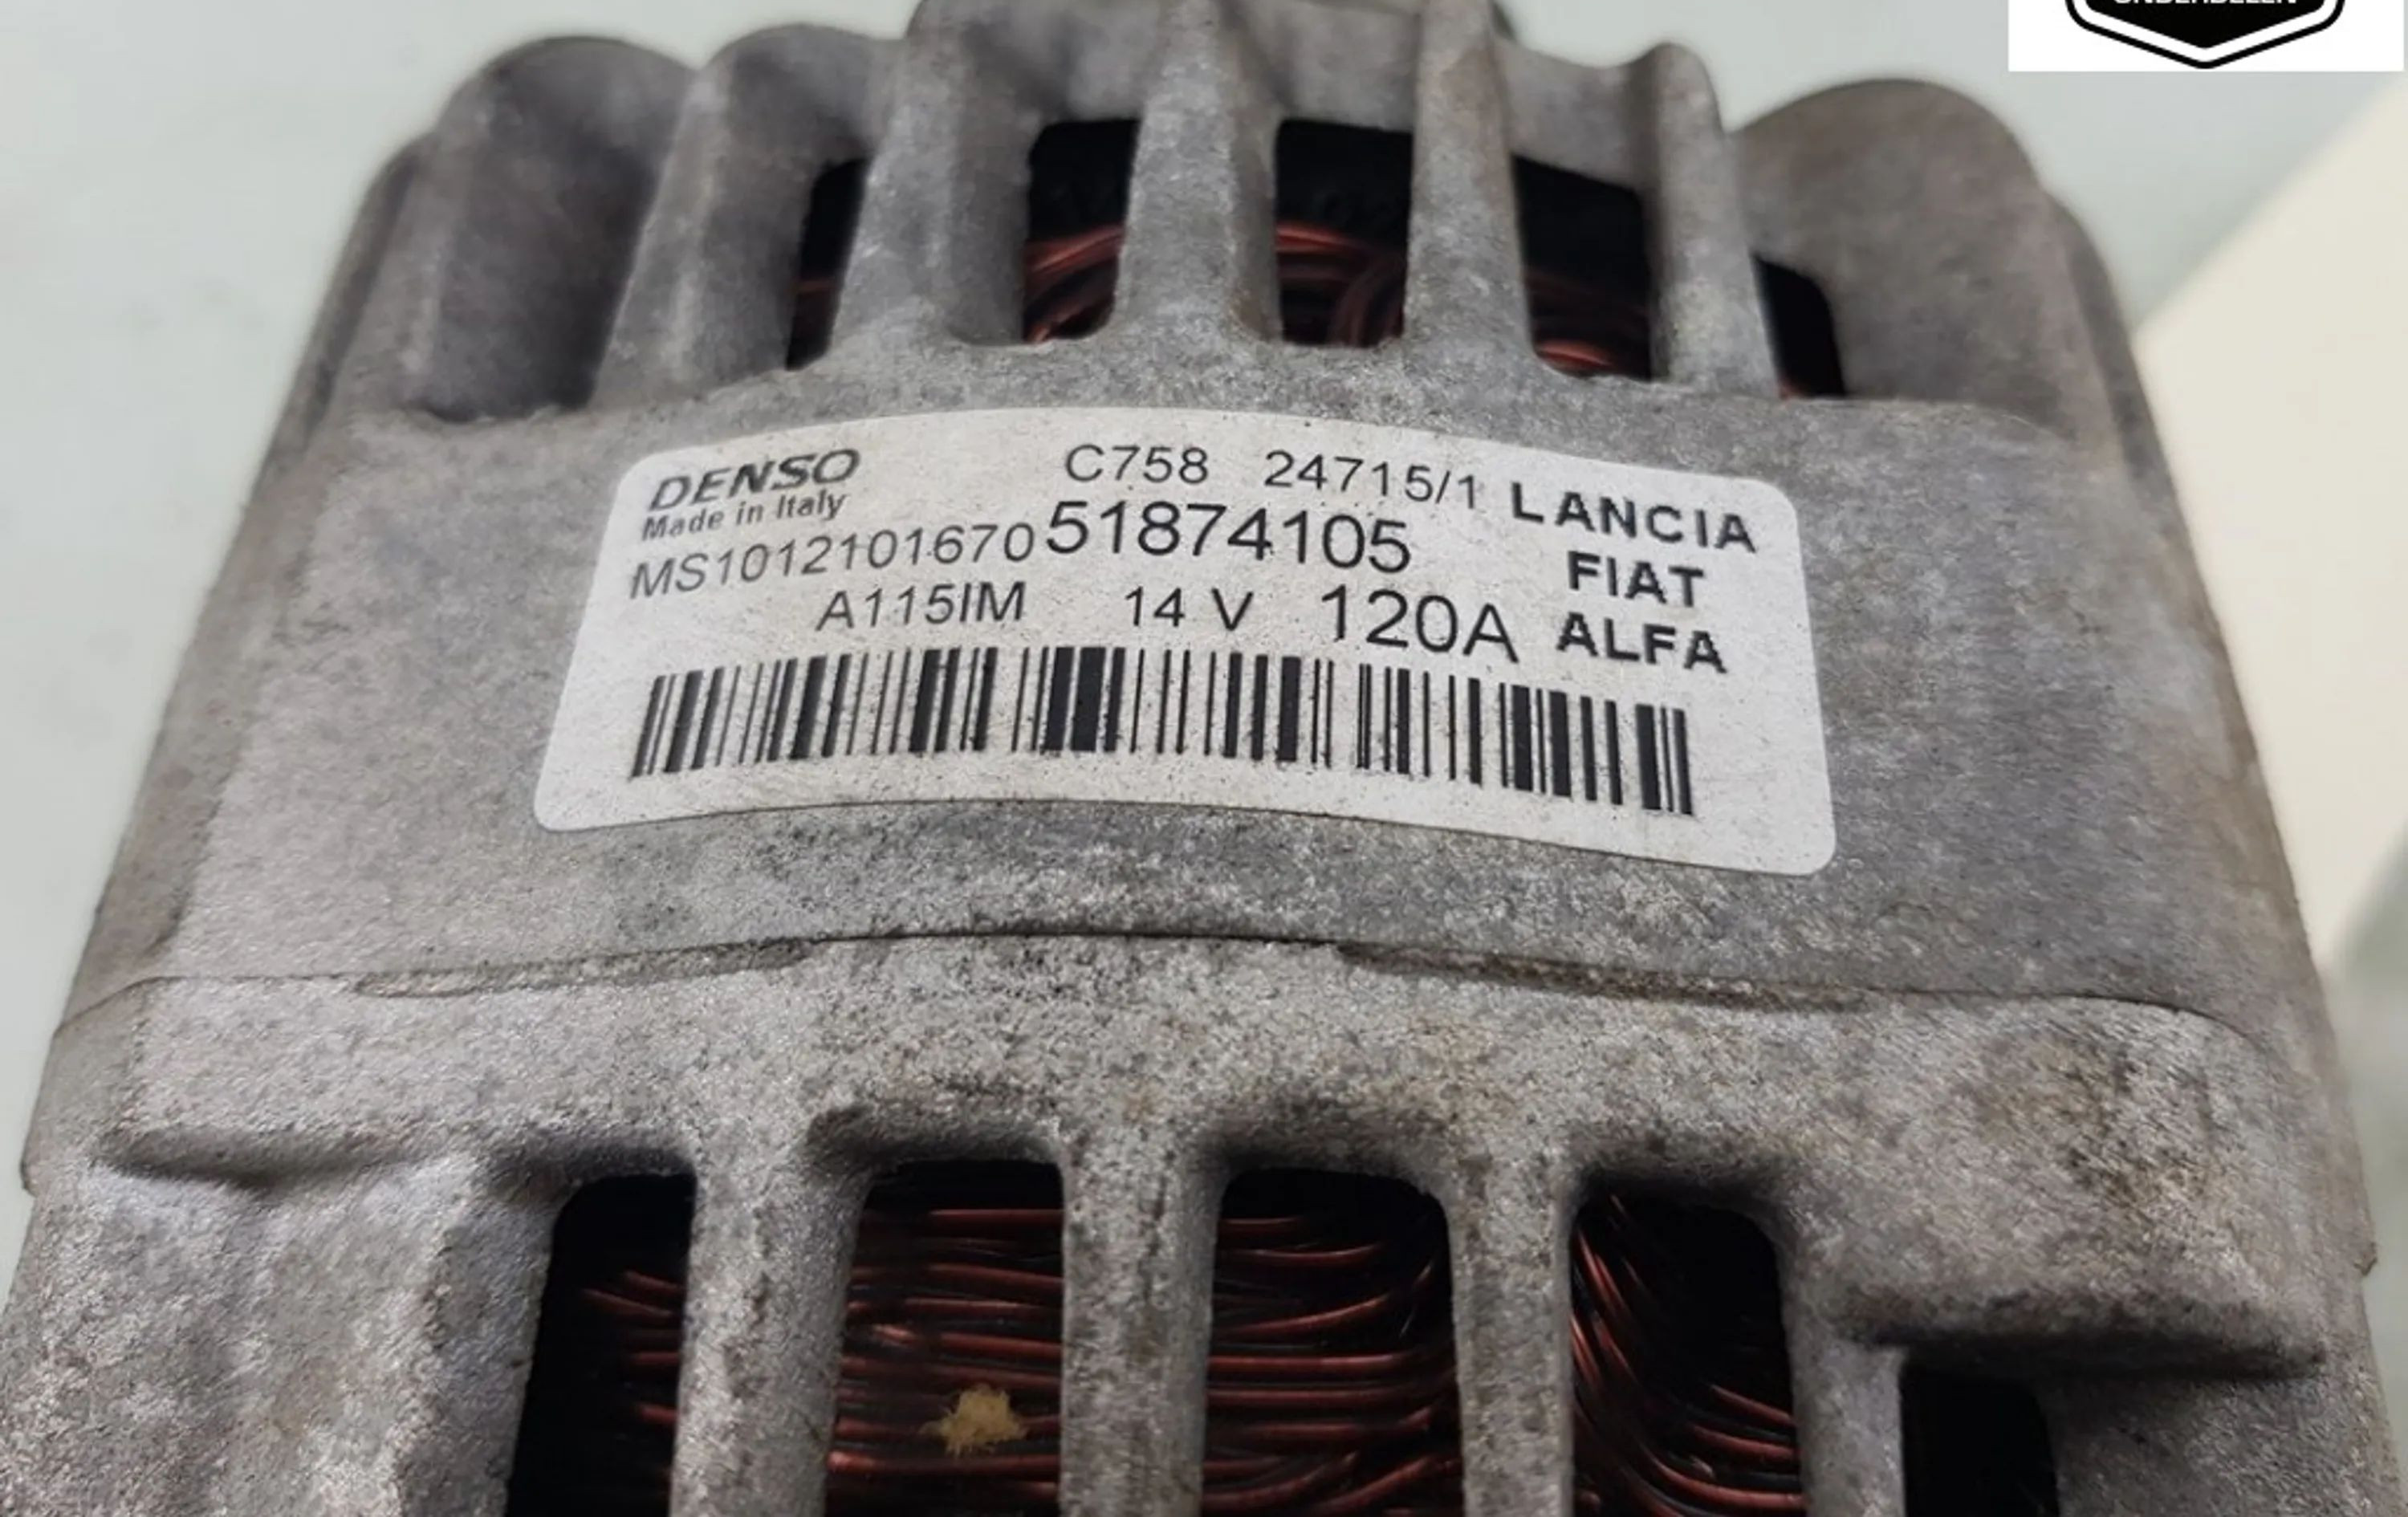 DENSO
Made in Italy
C758 24715/1
MS1012101670 51874105
A115IM 14 V 120A
LANCIA
FIAT
ALFA